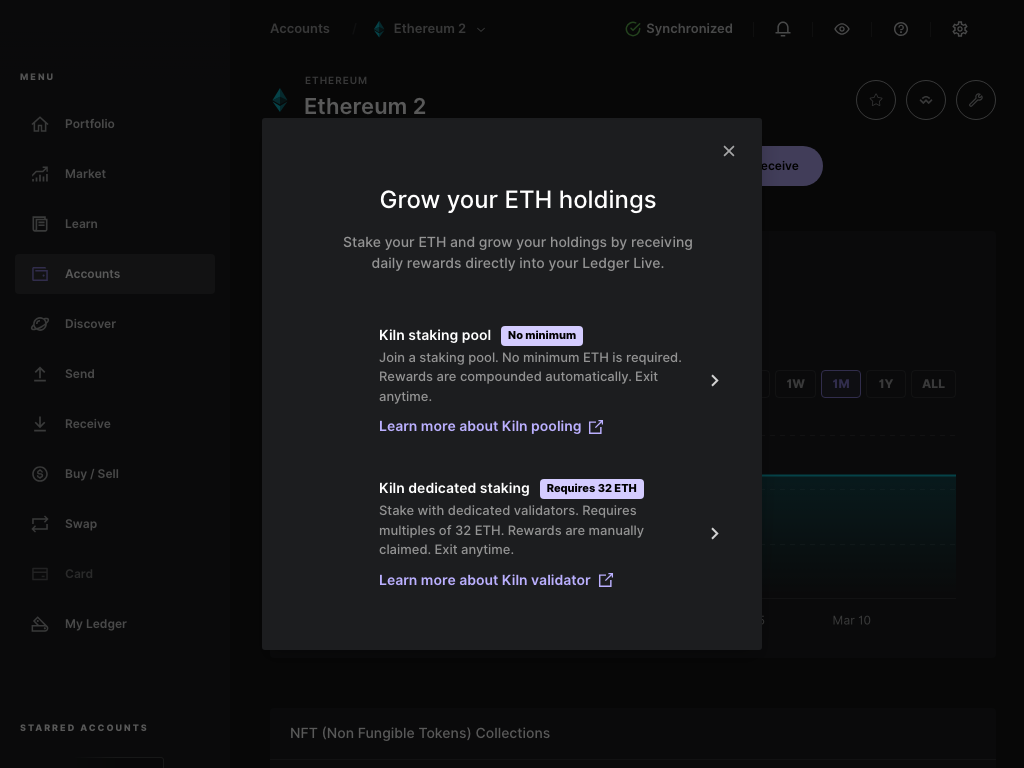 Accounts
/
Ethereum 2
Synchronized
MENU
ETHEREUM
Ethereum 2
Portfolio
Market
Learn
Accounts
Discover
Send
Receive
Buy / Sell
Swap
Card
My Ledger
STARRED ACCOUNTS
eceive
Grow your ETH holdings
Stake your ETH and grow your holdings by receiving
daily rewards directly into your Ledger Live.
Kiln staking pool No minimum
Join a staking pool. No minimum ETH is required.
Rewards are compounded automatically. Exit
anytime.
Learn more about Kiln pooling
Kiln dedicated staking Requires 32 ETH
Stake with dedicated validators. Requires
multiples of 32 ETH. Rewards are manually
claimed. Exit anytime.
Learn more about Kiln validator
1W
1M
1Y
ALL
Mar 10
NFT (Non Fungible Tokens) Collections